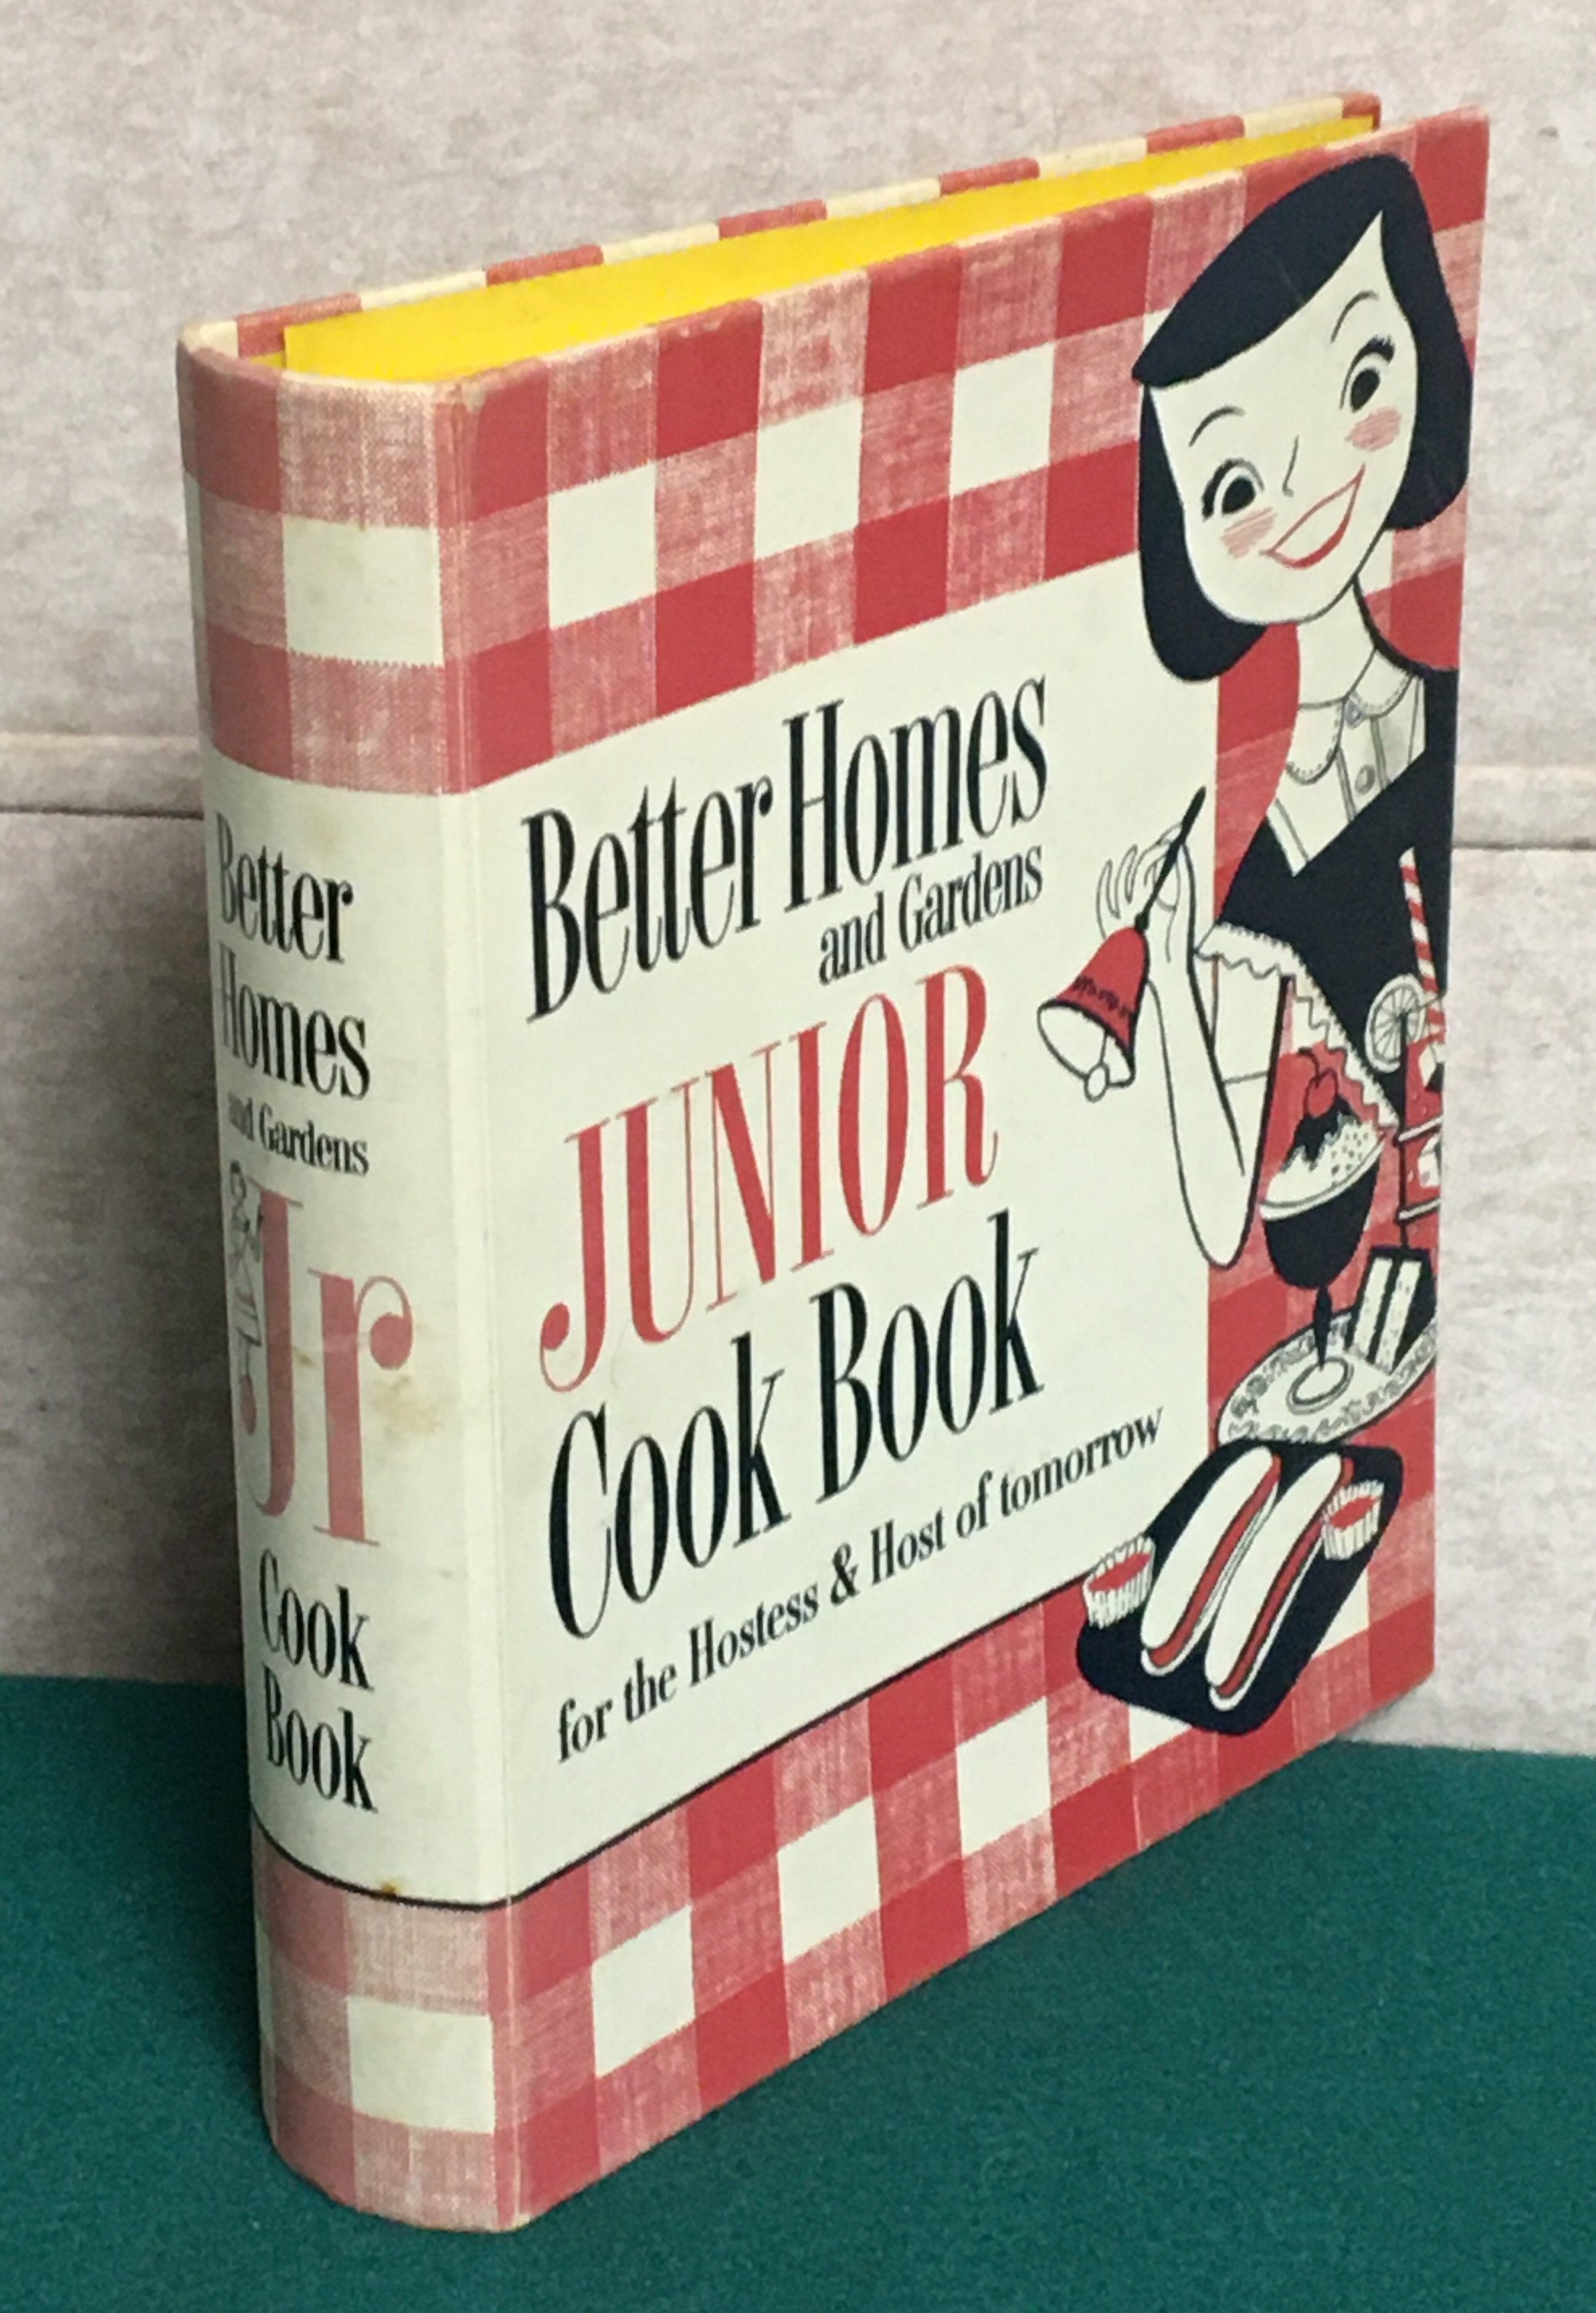 Better
Homes
and Gardens
Jr
Cook
Book
Better Homes
and Gardens
JUNIOR
Cook Book
for the Hostess & Host of tomorrow